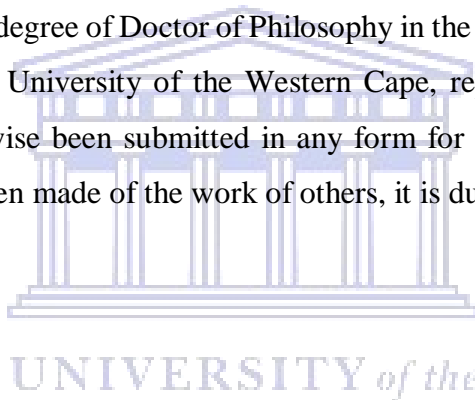 degree of Doctor of Philosophy in the
University of the Western Cape, re
wise been submitted in any form for
en made of the work of others, it is du
UNIVERSITY of the